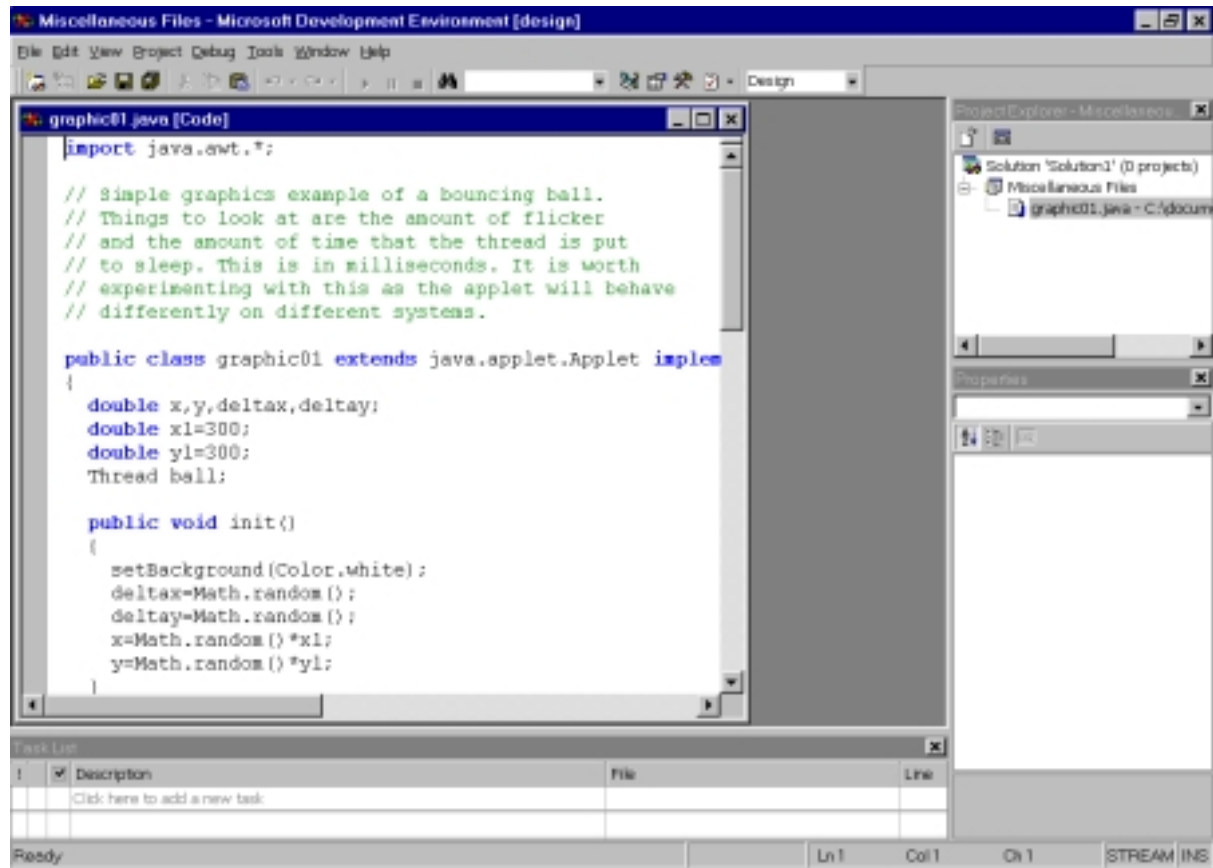 Miscellaneous Files - Microsoft Development Environment [design]
File Edit View Project Debug Tools Window Help
Design
graphic01.java [Code]
import java.awt.*;
// Simple graphics example of a bouncing ball.
// Things to look at are the amount of flicker
// and the amount of time that the thread is put
// to sleep. This is in milliseconds. It is worth
// experimenting with this as the applet will behave
// differently on different systems.
public class graphic01 extends java.applet.Applet implem
{
double x,y,deltax,deltay;
double x1=300;
double y1=300;
Thread ball;
public void init()
{
setBackground(Color.white);
deltax=Math.random();
deltay=Math.random();
x=Math.random()*x1;
y=Math.random()*y1;
}
Project Explorer - Miscellaneou...
Solution 'Solution1' (0 projects)
Miscellaneous Files
graphic01.java - C:\docum
Properties
Task List
! Description File Line
Click here to add a new task
Ready Ln 1 Col 1 Ch 1 STREAM INS